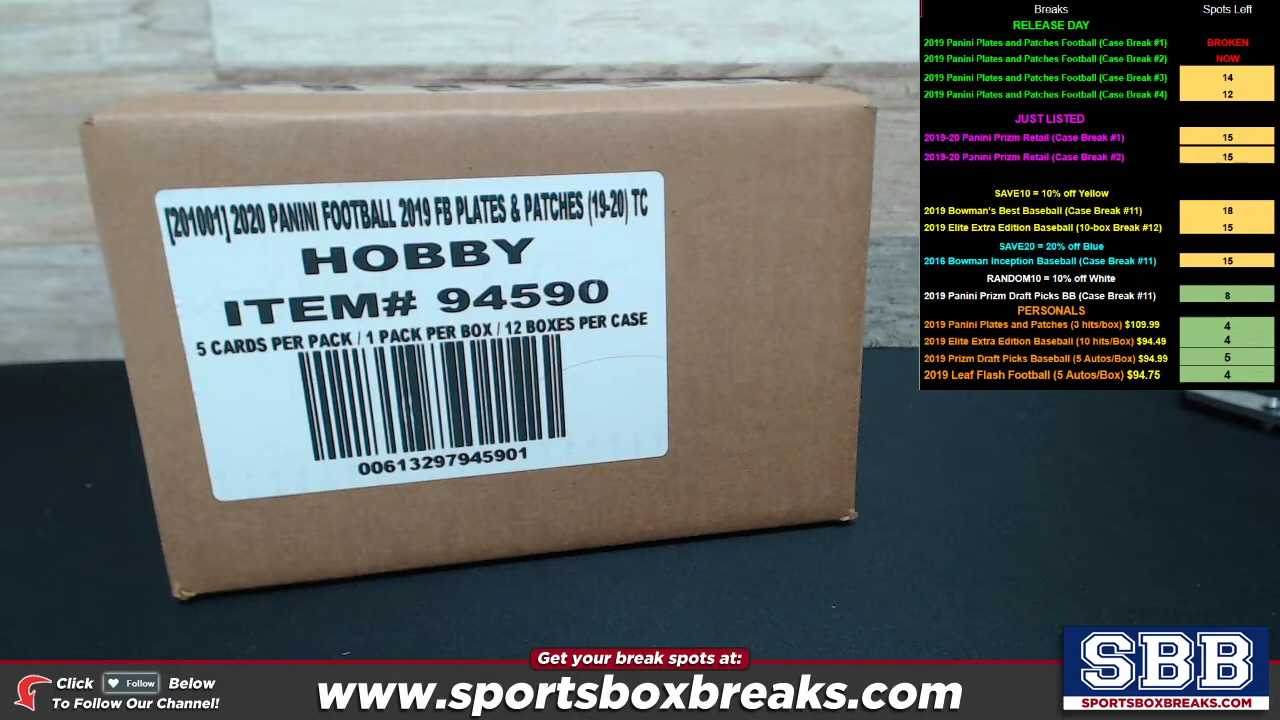 [201001] 2020 PANINI FOOTBALL 2019 FB PLATES & PATCHES (19-20) TC
HOBBY
ITEM# 94590
5 CARDS PER PACK / 1 PACK PER BOX / 12 BOXES PER CASE
00613297945901
Breaks Spots Left
RELEASE DAY
2019 Panini Plates and Patches Football (Case Break #1) BROKEN
2019 Panini Plates and Patches Football (Case Break #2) NOW
2019 Panini Plates and Patches Football (Case Break #3) 14
2019 Panini Plates and Patches Football (Case Break #4) 12
JUST LISTED
2019-20 Panini Prizm Retail (Case Break #1) 15
2019-20 Panini Prizm Retail (Case Break #2) 15
SAVE10 = 10% off Yellow
2019 Bowman's Best Baseball (Case Break #11) 18
2019 Elite Extra Edition Baseball (10-box Break #12) 15
SAVE20 = 20% off Blue
2016 Bowman Inception Baseball (Case Break #11) 15
RANDOM10 = 10% off White
2019 Panini Prizm Draft Picks BB (Case Break #11) 8
PERSONALS
2019 Panini Plates and Patches (3 hits/box) $109.99 4
2019 Elite Extra Edition Baseball (10 hits/Box) $94.49 4
2019 Prizm Draft Picks Baseball (5 Autos/Box) $94.99 5
2019 Leaf Flash Football (5 Autos/Box) $94.75 4
Get your break spots at:
Click Follow Below
To Follow Our Channel!
www.sportsboxbreaks.com
SBB
SPORTSBOXBREAKS.COM